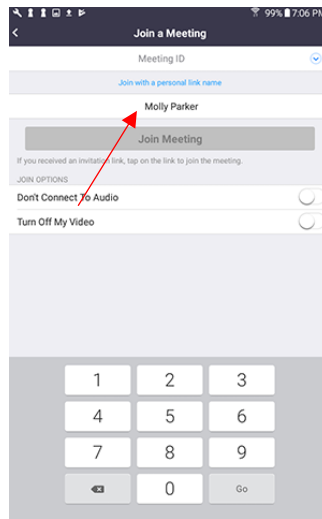 99% 7:06 PM
Join a Meeting
Meeting ID
Join with a personal link name
Molly Parker
Join Meeting
If you received an invitation link, tap on the link to join the meeting.
JOIN OPTIONS
Don't Connect To Audio
Turn Off My Video
1 2 3
4 5 6
7 8 9
0 Go